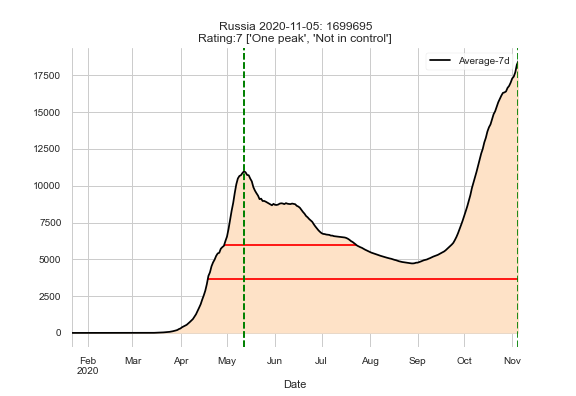 Russia 2020-11-05: 1699695
Rating:7 ['One peak', 'Not in control']
Average-7d
17500
15000
12500
10000
7500
5000
2500
0
Feb Mar Apr May Jun Jul Aug Sep Oct Nov
2020
Date